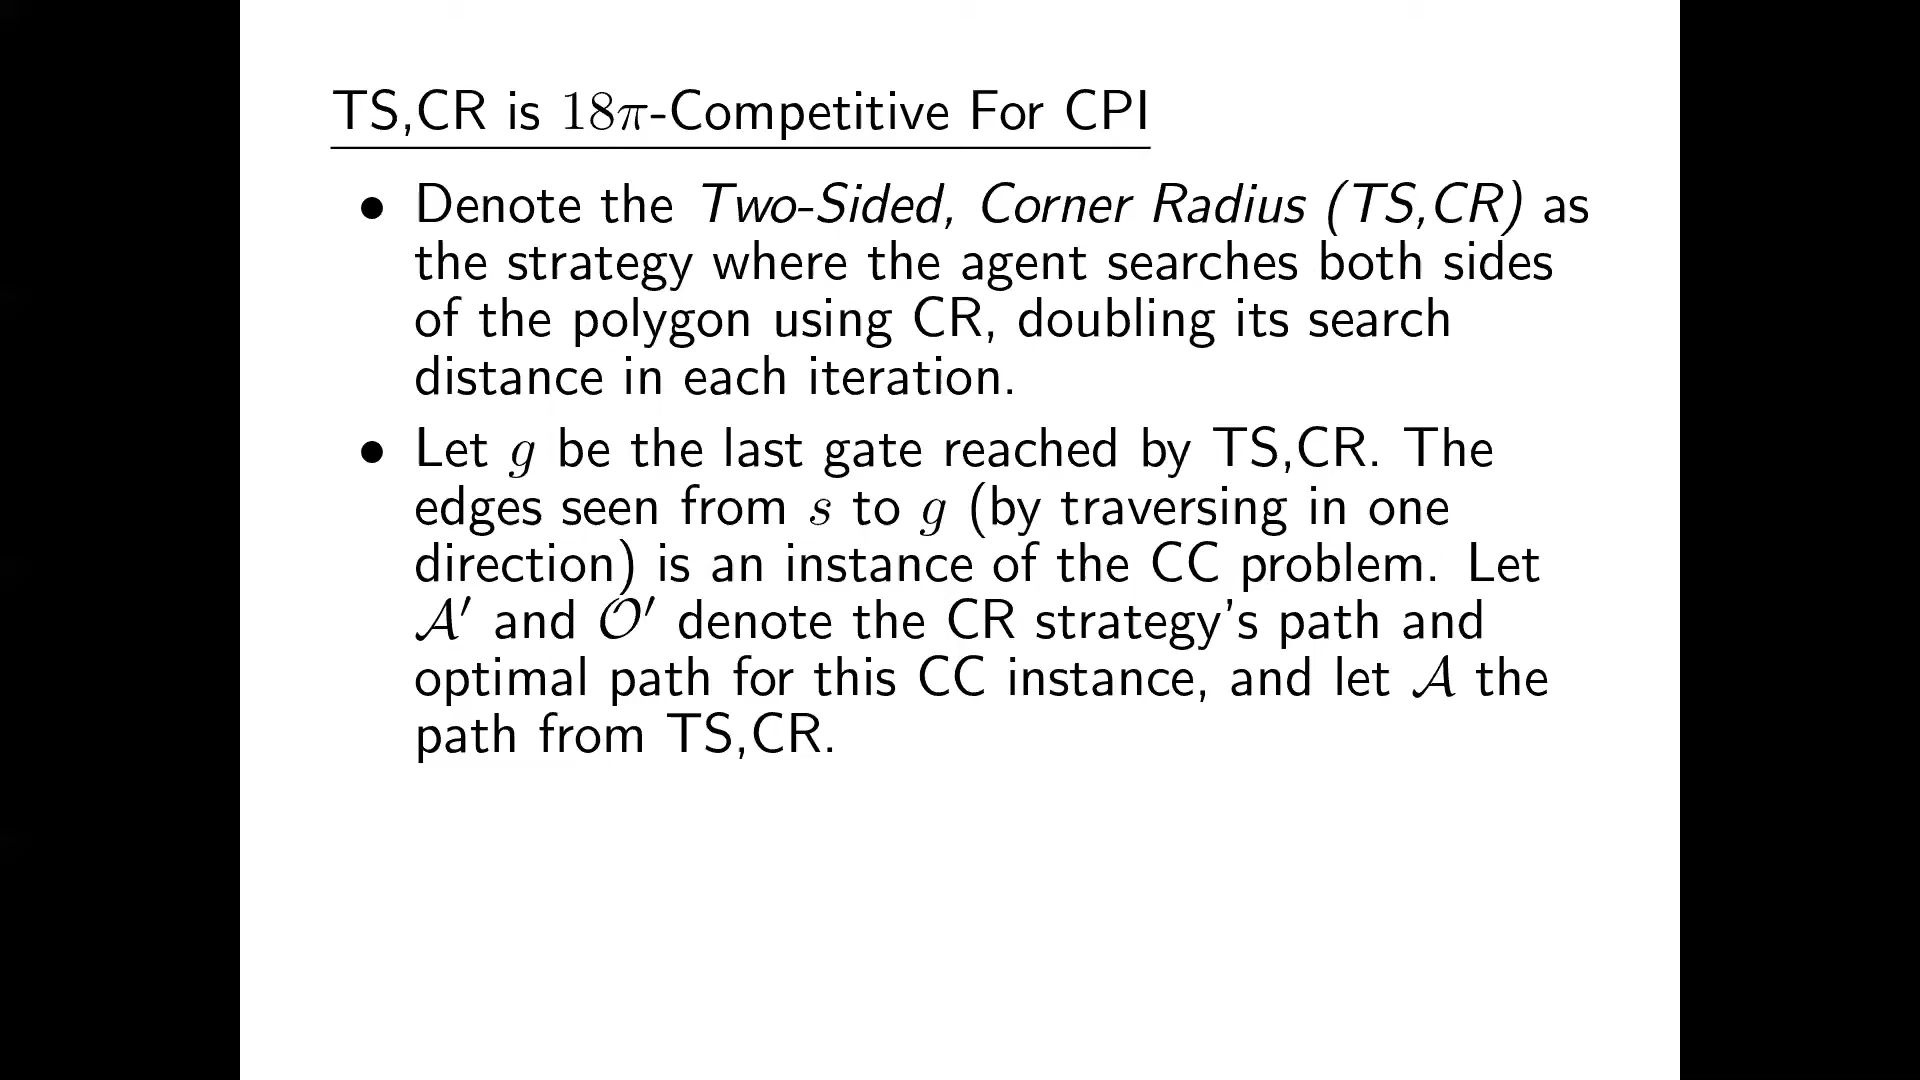 TS,CR is 18π-Competitive For CPI
• Denote the Two-Sided, Corner Radius (TS,CR) as
the strategy where the agent searches both sides
of the polygon using CR, doubling its search
distance in each iteration.
• Let g be the last gate reached by TS,CR. The
edges seen from s to g (by traversing in one
direction) is an instance of the CC problem. Let
𝒜′ and 𝒪′ denote the CR strategy's path and
optimal path for this CC instance, and let 𝒜 the
path from TS,CR.